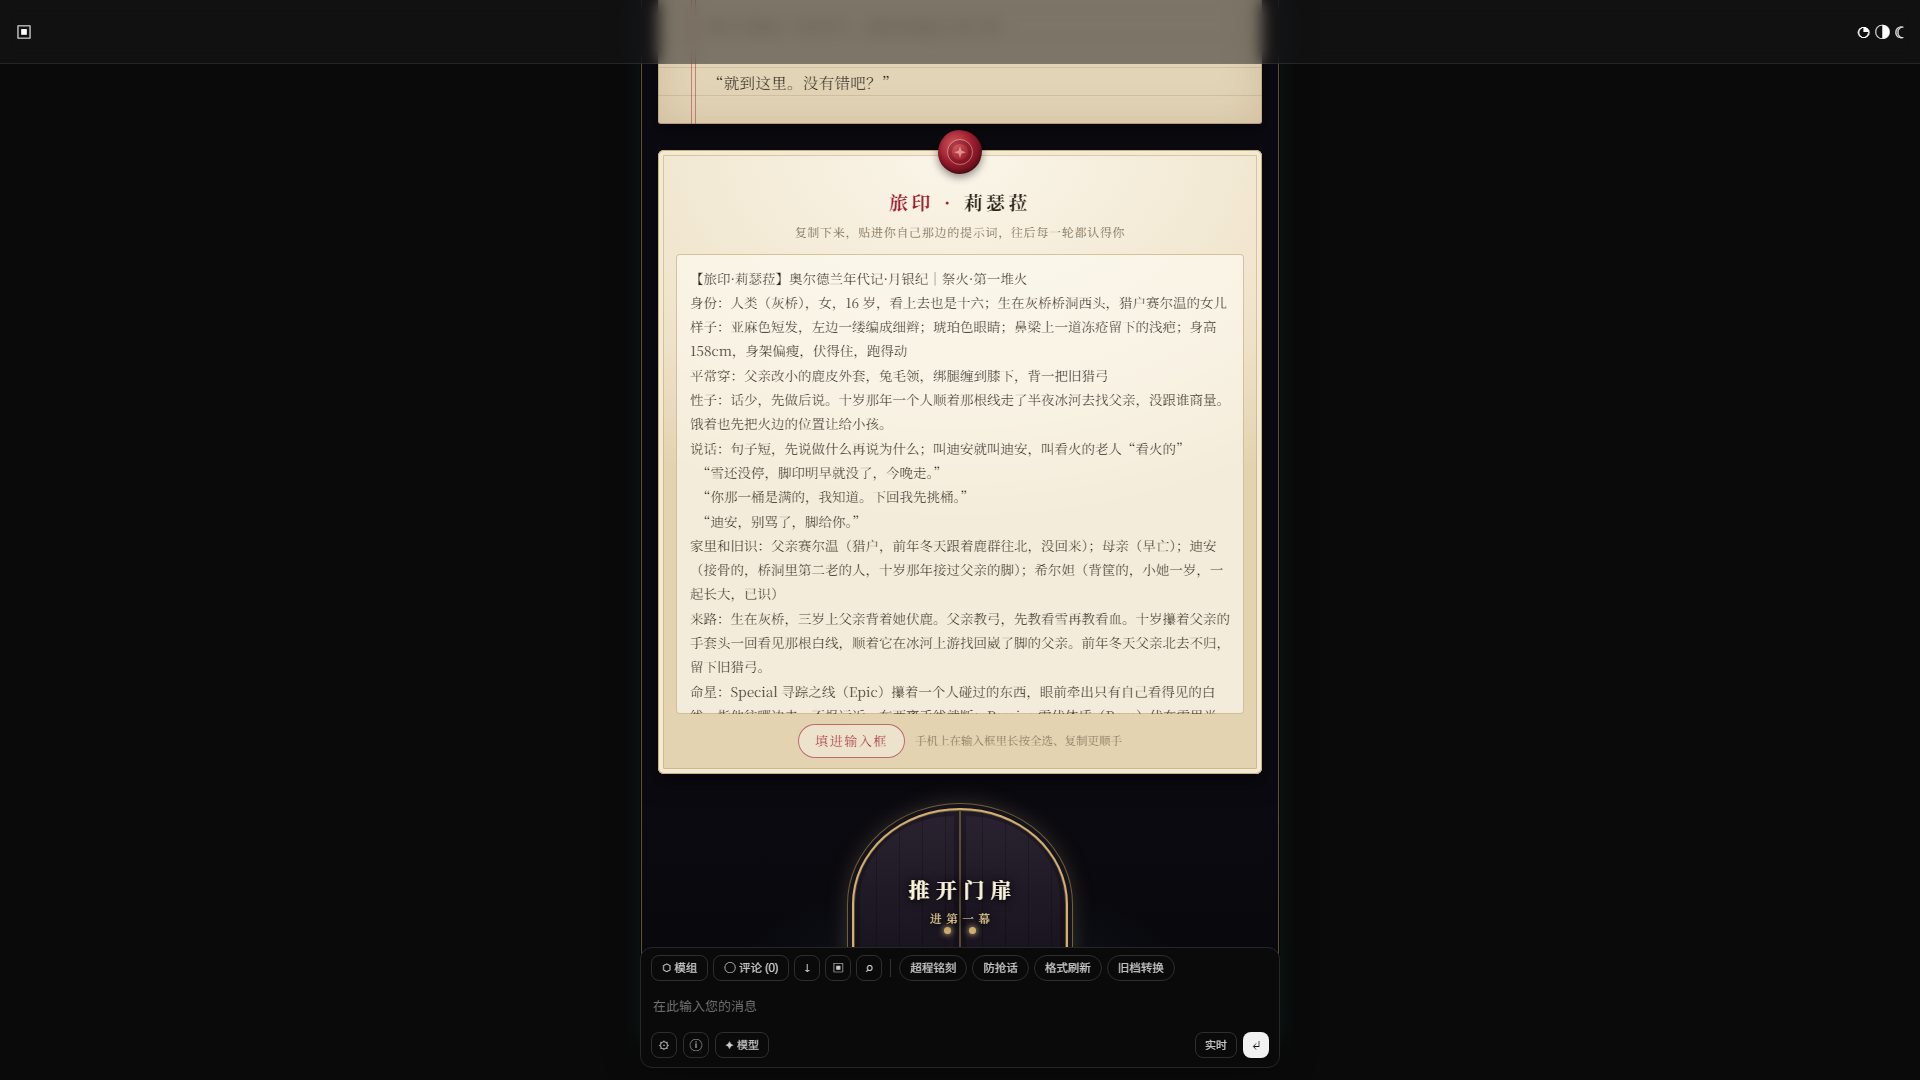 “就到这里。没有错吧？”
旅印 · 莉瑟菈
复制下来，贴进你自己那边的提示词，往后每一轮都认得你
【旅印·莉瑟菈】奥尔德兰年代记·月银纪｜祭火·第一堆火
身份：人类（灰桥），女，16 岁，看上去也是十六；生在灰桥桥洞西头，猎户赛尔温的女儿
样子：亚麻色短发，左边一缕编成细辫；琥珀色眼睛；鼻梁上一道冻疮留下的浅疤；身高
158cm，身架偏瘦，伏得住，跑得动
平常穿：父亲改小的鹿皮外套，兔毛领，绑腿缠到膝下，背一把旧猎弓
性子：话少，先做后说。十岁那年一个人顺着那根线走了半夜冰河去找父亲，没跟谁商量。
饿着也先把火边的位置让给小孩。
说话：句子短，先说做什么再说为什么；叫迪安就叫迪安，叫看火的老人“看火的”
“雪还没停，脚印明早就没了，今晚走。”
“你那一桶是满的，我知道。下回我先挑桶。”
“迪安，别骂了，脚给你。”
家里和旧识：父亲赛尔温（猎户，前年冬天跟着鹿群往北，没回来）；母亲（早亡）；迪安
（接骨的，桥洞里第二老的人，十岁那年接过父亲的脚）；希尔妲（背筐的，小她一岁，一
起长大，已识）
来路：生在灰桥，三岁上父亲背着她伏鹿。父亲教弓，先教看雪再教看血。十岁攥着父亲的
手套头一回看见那根白线，顺着它在冰河上游找回崴了脚的父亲。前年冬天父亲北去不归，
留下旧猎弓。
命星：Special 寻踪之线（Epic）攥着一个人碰过的东西，眼前牵出只有自己看得见的白
填进输入框
手机上在输入框里长按全选、复制更顺手
推开门扉
进第一幕
模组
评论 (0)
超程铭刻
防抢话
格式刷新
旧档转换
在此输入您的消息
模型
实时